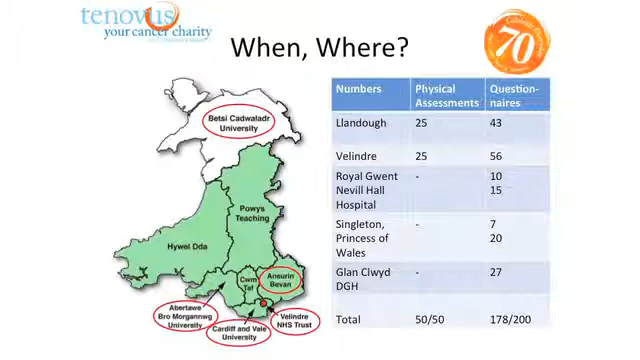 tenovus
your cancer charity
When, Where?
70
Betsi Cadwaladr
University
Powys
Teaching
Hywel Dda
Cwm
Taf
Aneurin
Bevan
Abertawe
Bro Morgannwg
University
Cardiff and Vale
University
Velindre
NHS Trust
Numbers Physical Question-
Assessments naires
Llandough 25 43
Velindre 25 56
Royal Gwent - 10
Nevill Hall 15
Hospital
Singleton, - 7
Princess of 20
Wales
Glan Clwyd - 27
DGH
Total 50/50 178/200